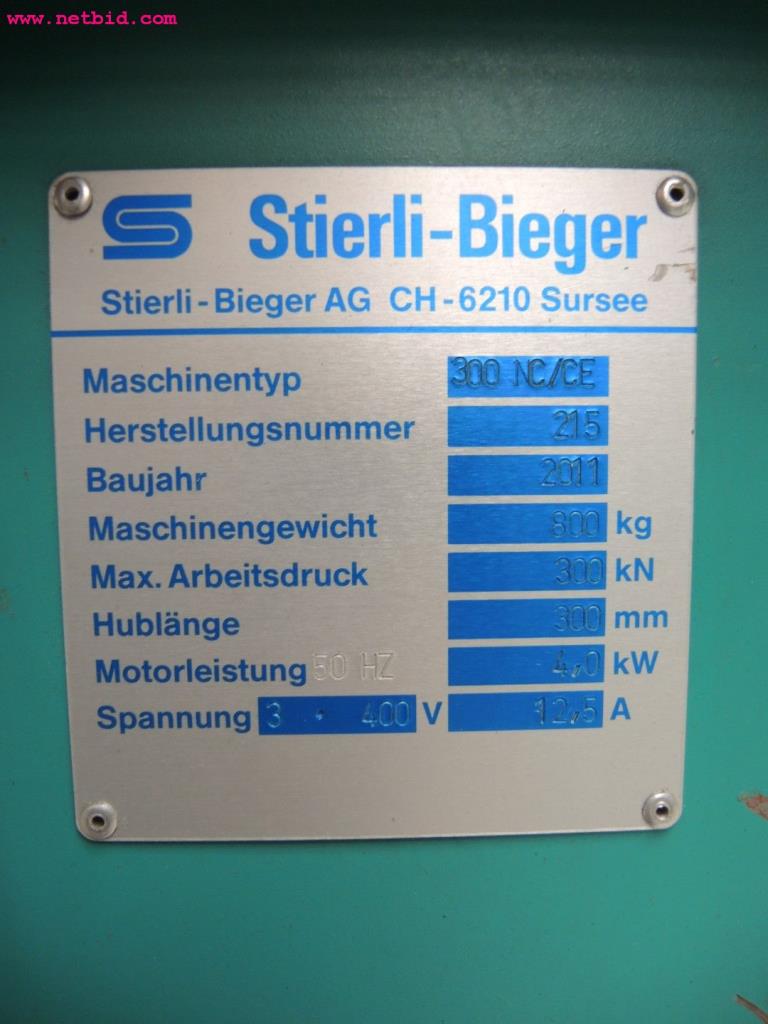 www.netbid.com
Stierli-Bieger
Stierli-Bieger AG CH-6210 Sursee
Maschinentyp 300 NC/CE
Herstellungsnummer 215
Baujahr 2011
Maschinengewicht 800 kg
Max. Arbeitsdruck 300 kN
Hublänge 300 mm
Motorleistung 50 HZ 4,0 kW
Spannung 3 · 400 V 12,5 A